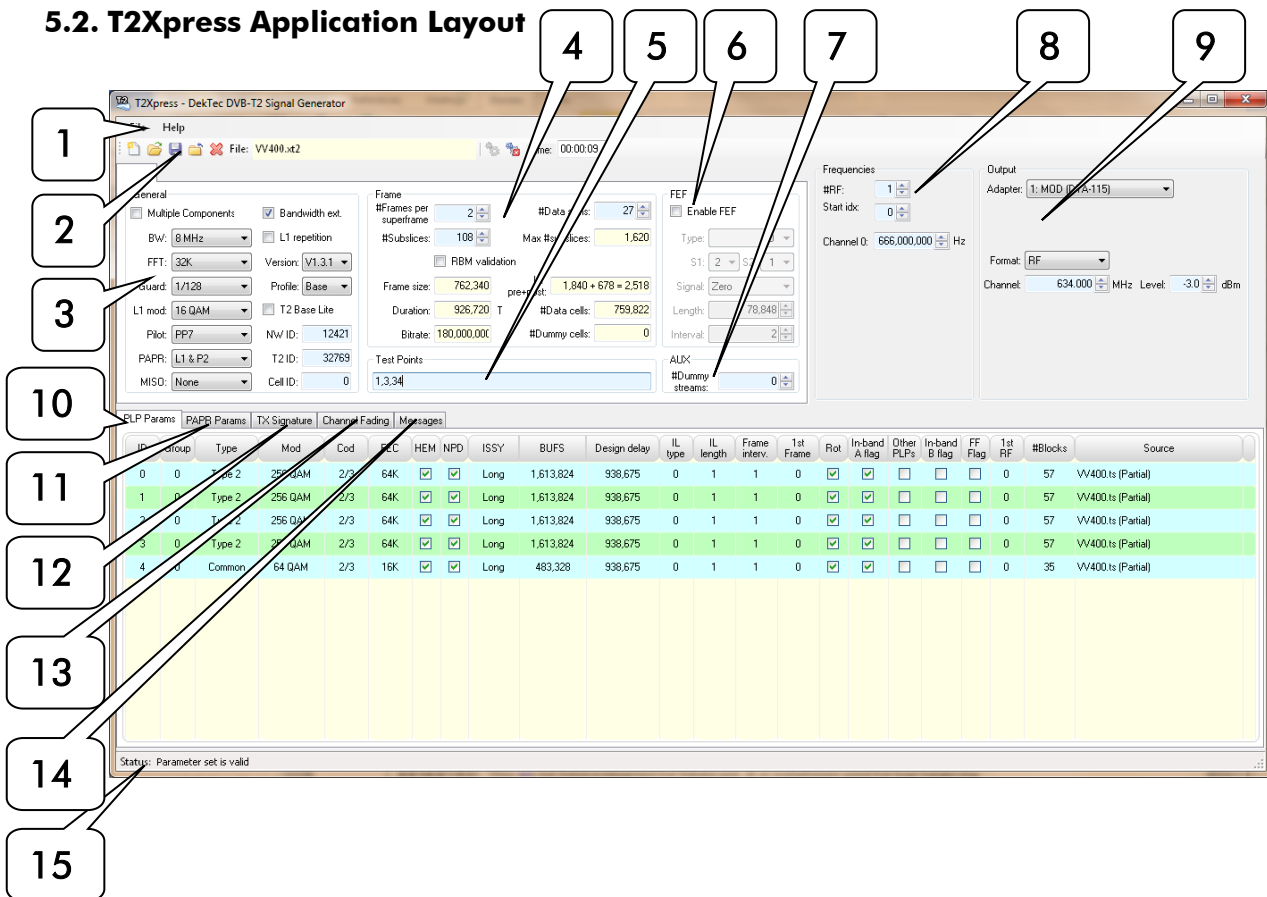 5.2. T2Xpress Application Layout
4 5 6 7 8 9
T2Xpress - DekTec DVB-T2 Signal Generator
1
Help
File: VV400.xt2 00:00:09
2
General
Multiple Components Bandwidth ext.
BW: 8 MHz L1 repetition
FFT: 32K Version: V1.3.1
Guard: 1/128 Profile: Base
3
L1 mod: 16 QAM T2 Base Lite
Pilot: PP7 NW ID: 12421
PAPR: L1 & P2 T2 ID: 32769
MISO: None Cell ID: 0
Frame
#Frames per superframe 2 27
#Subslices: 108 1,620
RBM validation
Frame size: 762,340 1,840 + 678 = 2,518
Duration: 926,720 T #Data cells: 759,822
Bitrate: 180,000,00 #Dummy cells: 0
Test Points
1,3,34
FEF
Enable FEF
Type:
S1: 2 1
Signal: Zero
Length: 78,848
Interval: 2
AUX
#Dummy streams: 0
Frequencies
#RF: 1
Start idx: 0
Channel 0: 666,000,000 Hz
Output
Adapter: 1: MOD (DTA-115)
Format: RF
Channel: 634.000 MHz Level: -3.0 dBm
10
PLP Params PAPR Params TX Signature Channel Fading Messages
ID Group Type Mod Cod FEC HEM NPD ISSY BUFS Design delay IL type IL length Frame interv. 1st Frame Rot In-band A flag Other PLPs In-band B flag FF Flag 1st RF #Blocks Source
0 0 Type 2 256 QAM 2/3 64K Long 1,613,824 938,675 0 1 1 0 0 57 VV400.ts (Partial)
11
1 0 Type 2 256 QAM 2/3 64K Long 1,613,824 938,675 0 1 1 0 0 57 VV400.ts (Partial)
2 0 Type 2 256 QAM 2/3 64K Long 1,613,824 938,675 0 1 1 0 0 57 VV400.ts (Partial)
3 0 Type 2 256 QAM 2/3 64K Long 1,613,824 938,675 0 1 1 0 0 57 VV400.ts (Partial)
4 0 Common 64 QAM 2/3 16K Long 483,328 938,675 0 1 1 0 0 35 VV400.ts (Partial)
12
13
14
Status: Parameter set is valid
15